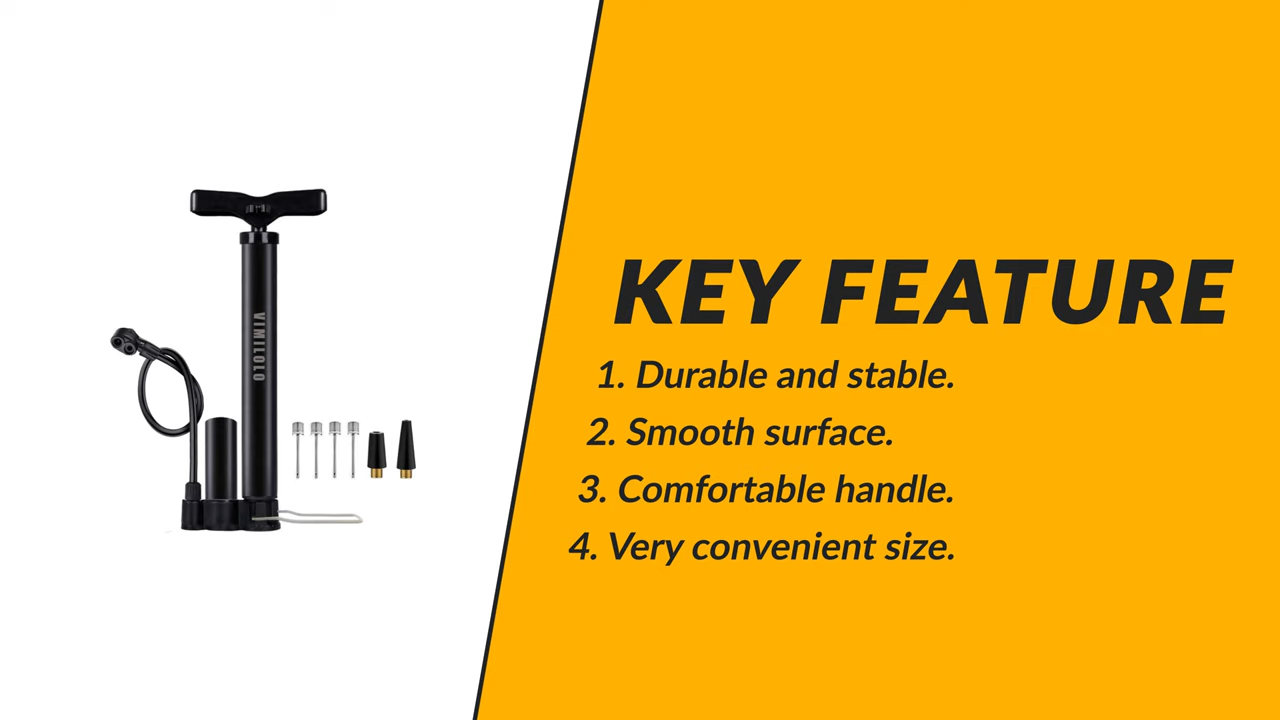 VIMILOLO
KEY FEATURE
1. Durable and stable.
2. Smooth surface.
3. Comfortable handle.
4. Very convenient size.